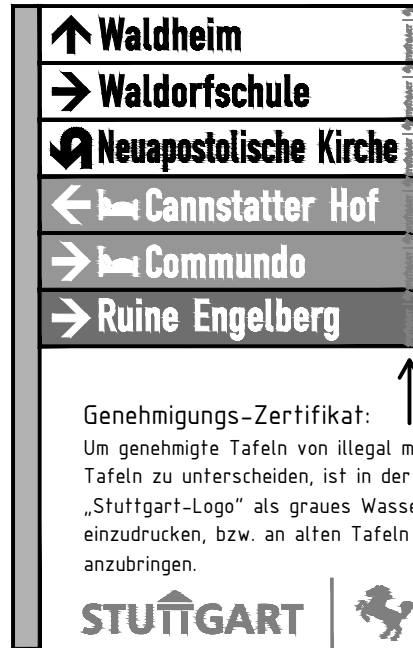 Waldheim
Waldorfschule
Neuapostolische Kirche
Cannstatter Hof
Commundo
Ruine Engelberg
Genehmigungs-Zertifikat:
Um genehmigte Tafeln von illegal m
Tafeln zu unterscheiden, ist in der
„Stuttgart-Logo" als graues Wasse
einzudrucken, bzw. an alten Tafeln
anzubringen.
STUTTGART